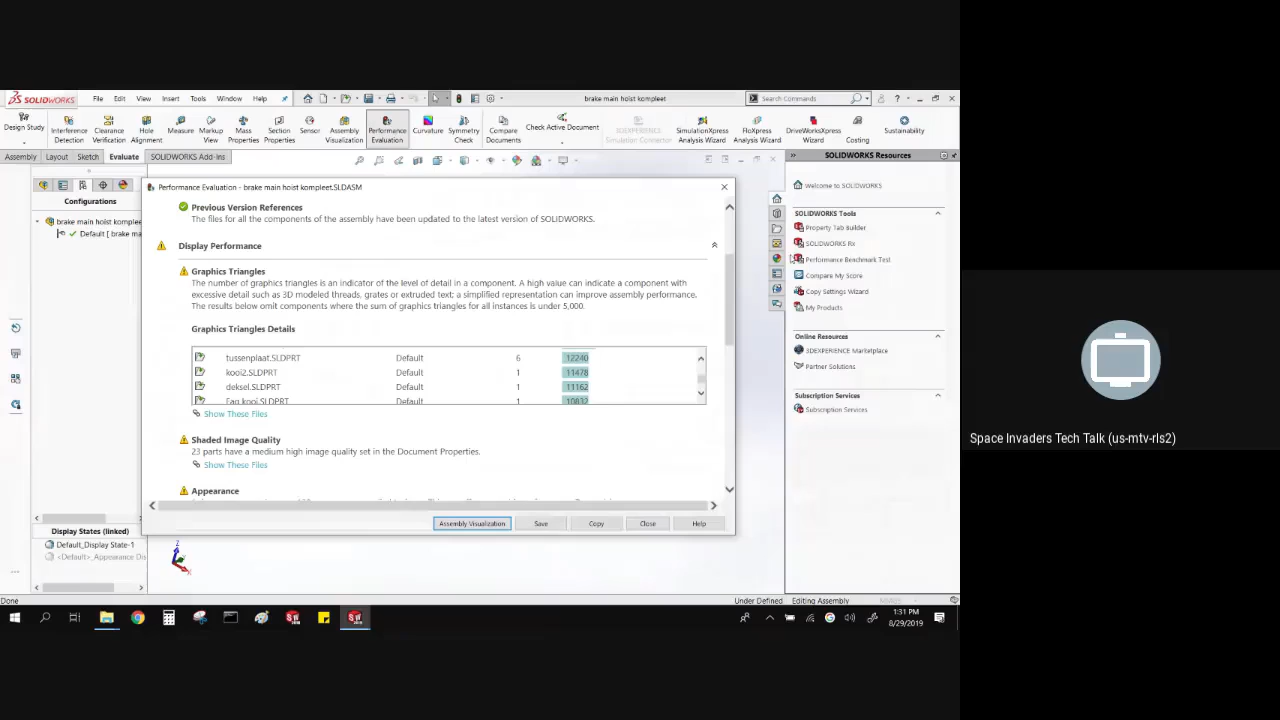 SOLIDWORKS File Edit View Insert Tools Window Help brake main hoist kompleet Search Commands
Design Study Interference Detection Clearance Verification Hole Alignment Measure Markup View Mass Properties Section Properties Sensor Assembly Visualization Performance Evaluation Curvature Symmetry Check Compare Documents Check Active Document 3DEXPERIENCE Simulation Connector SimulationXpress Analysis Wizard FloXpress Analysis Wizard DriveWorksXpress Wizard Costing Sustainability
Assembly Layout Sketch Evaluate SOLIDWORKS Add-Ins
Configurations
brake main hoist kompleet
Default [ brake ma
Display States (linked)
Default_Display State-1
<Default>_Appearance Dis
Performance Evaluation - brake main hoist kompleet.SLDASM
Previous Version References
The files for all the components of the assembly have been updated to the latest version of SOLIDWORKS.
Display Performance
Graphics Triangles
The number of graphics triangles is an indicator of the level of detail in a component. A high value can indicate a component with
excessive detail such as 3D modeled threads, grates or extruded text; a simplified representation can improve assembly performance.
The results below omit components where the sum of graphics triangles for all instances is under 5,000.
Graphics Triangles Details
tussenplaat.SLDPRT Default 6 12240
kooi2.SLDPRT Default 1 11478
deksel.SLDPRT Default 1 11162
Fag kooi.SLDPRT Default 1 10832
Show These Files
Shaded Image Quality
23 parts have a medium high image quality set in the Document Properties.
Show These Files
Appearance
Assembly Visualization Save Copy Close Help
SOLIDWORKS Resources
Welcome to SOLIDWORKS
SOLIDWORKS Tools
Property Tab Builder
SOLIDWORKS Rx
Performance Benchmark Test
Compare My Score
Copy Settings Wizard
My Products
Online Resources
3DEXPERIENCE Marketplace
Partner Solutions
Subscription Services
Subscription Services
Done Under Defined Editing Assembly
1:31 PM
8/29/2019
Space Invaders Tech Talk (us-mtv-rls2)